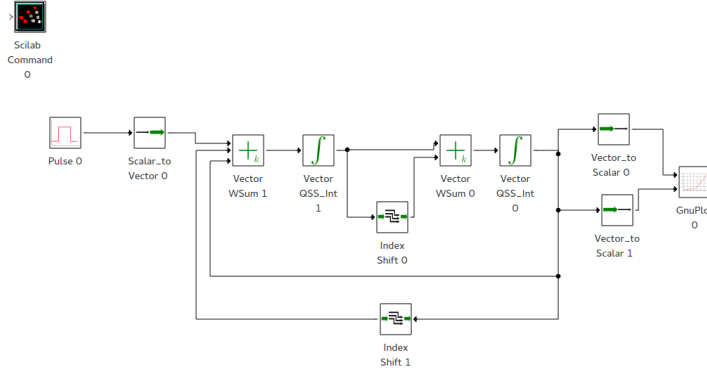 Scilab
Command
0
Pulse 0
Scalar_to
Vector 0
k
Vector
WSum 1
Vector
QSS_Int
1
k
Vector
WSum 0
Vector
QSS_Int
0
Vector_to
Scalar 0
Vector_to
Scalar 1
GnuPlo
0
Index
Shift 0
Index
Shift 1